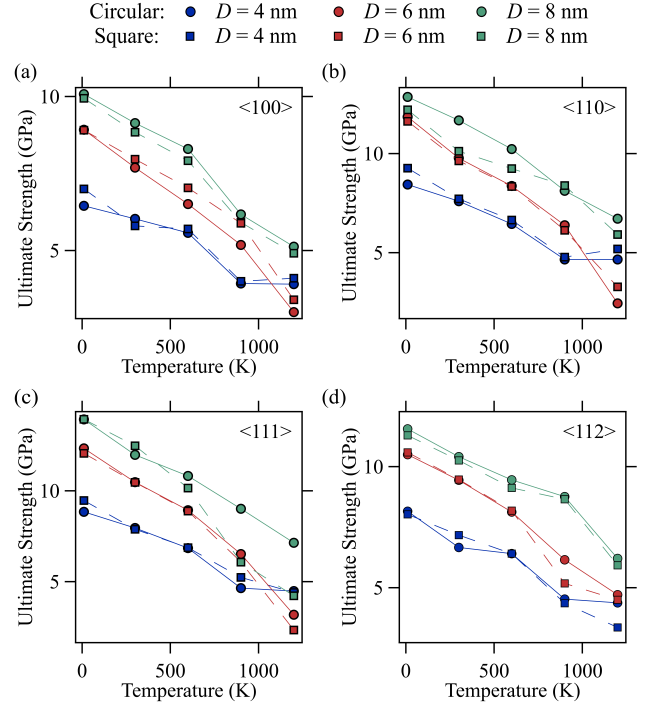 Circular: D = 4 nm D = 6 nm D = 8 nm
Square: D = 4 nm D = 6 nm D = 8 nm
(a)
<100>
10
5
0 500 1000
Ultimate Strength (GPa)
Temperature (K)
(b)
<110>
10
5
0 500 1000
Ultimate Strength (GPa)
Temperature (K)
(c)
<111>
10
5
0 500 1000
Ultimate Strength (GPa)
Temperature (K)
(d)
<112>
10
5
0 500 1000
Ultimate Strength (GPa)
Temperature (K)